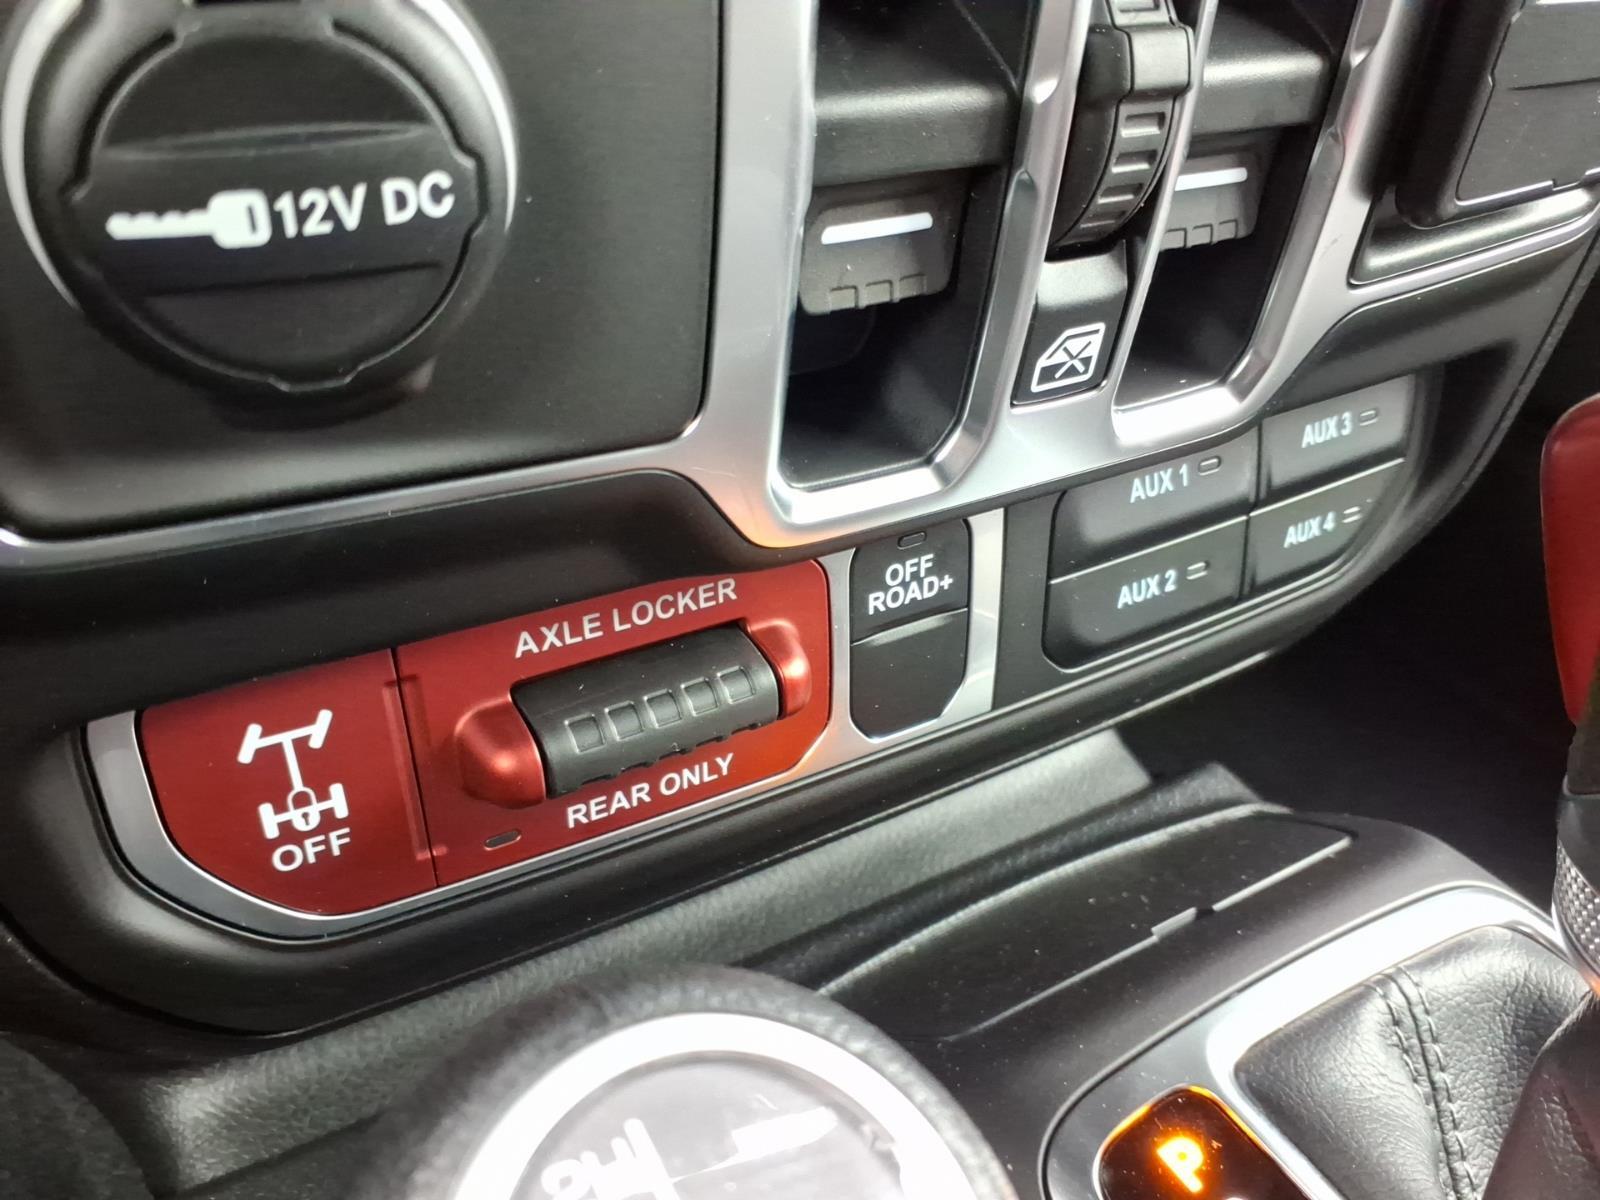 12V DC
AXLE LOCKER
REAR ONLY
OFF
OFF
ROAD+
AUX 1
AUX 2
AUX 3
AUX 4
P